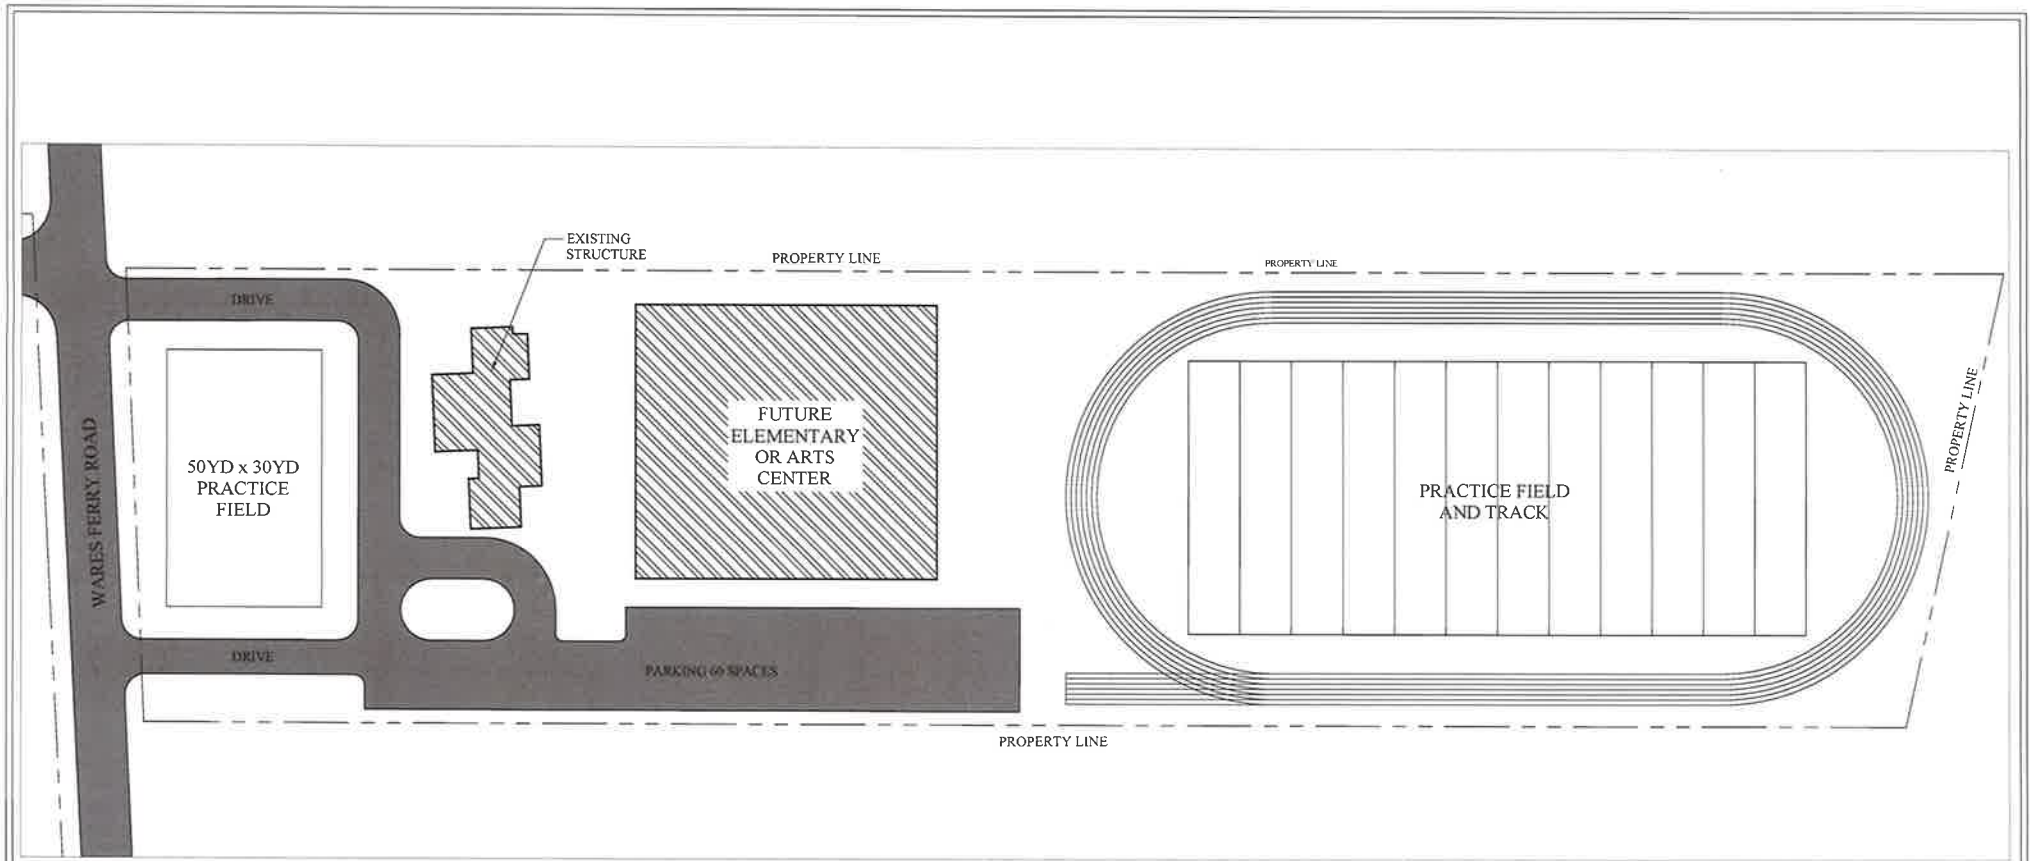 EXISTING
STRUCTURE
PROPERTY LINE
PROPERTY LINE
DRIVE
WARES FERRY ROAD
50YD x 30YD
PRACTICE
FIELD
FUTURE
ELEMENTARY
OR ARTS
CENTER
PRACTICE FIELD
AND TRACK
PROPERTY LINE
DRIVE
PARKING 60 SPACES
PROPERTY LINE